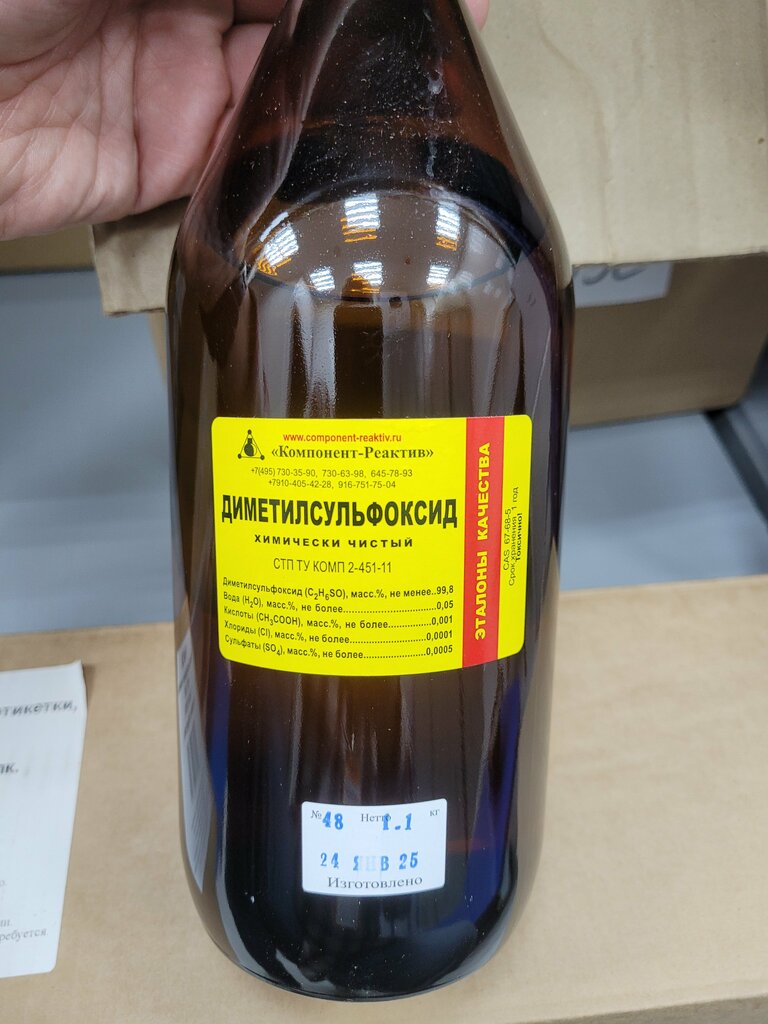 www.component-reaktiv.ru
«Компонент-Реактив»
+7(495) 730-35-90, 730-63-98, 645-78-93
+7910-405-42-28, 916-751-75-04
ДИМЕТИЛСУЛЬФОКСИД
ХИМИЧЕСКИ ЧИСТЫЙ
СТП ТУ КОМП 2-451-11
Диметилсульфоксид (C₂H₆SO), масс.%, не менее..99,8
Вода (H₂O), масс.%, не более........................0,05
Кислоты (CH₃COOH), масс.%, не более...........0,001
Хлориды (Cl), масс.%, не более....................0,0001
Сульфаты (SO₄), масс.%, не более.......................0,0005
ЭТАЛОНЫ КАЧЕСТВА
CAS 67-68-5
Срок хранения 1 год
Токсично!
№48 Нетто 1.1 кг
24 ЯНВ 25
Изготовлено
этикетки,